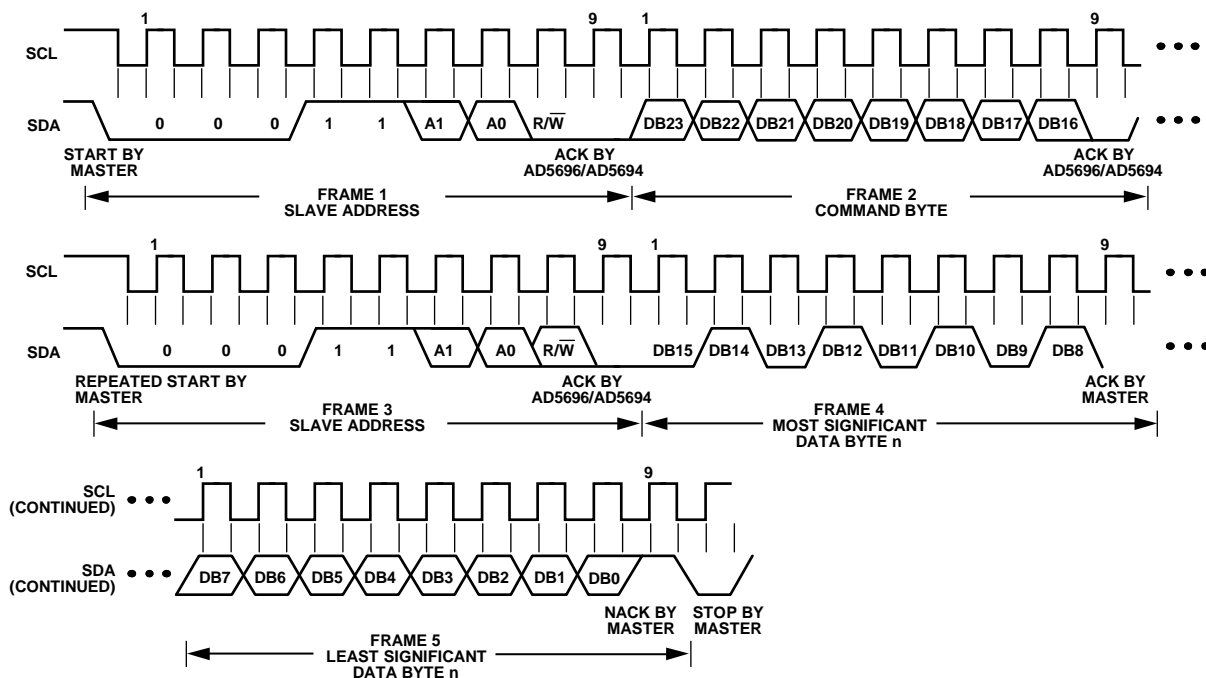 1 9 1 9
SCL
SDA 0 0 0 1 1 A1 A0 R/W̅ DB23 DB22 DB21 DB20 DB19 DB18 DB17 DB16
START BY
MASTER
ACK BY
AD5696/AD5694
ACK BY
AD5696/AD5694
FRAME 1
SLAVE ADDRESS
FRAME 2
COMMAND BYTE
1 9 1 9
SCL
SDA 0 0 0 1 1 A1 A0 R/W̅ DB15 DB14 DB13 DB12 DB11 DB10 DB9 DB8
REPEATED START BY
MASTER
ACK BY
AD5696/AD5694
ACK BY
MASTER
FRAME 3
SLAVE ADDRESS
FRAME 4
MOST SIGNIFICANT
DATA BYTE n
1 9
SCL
(CONTINUED)
SDA
(CONTINUED)
DB7 DB6 DB5 DB4 DB3 DB2 DB1 DB0
NACK BY
MASTER
STOP BY
MASTER
FRAME 5
LEAST SIGNIFICANT
DATA BYTE n